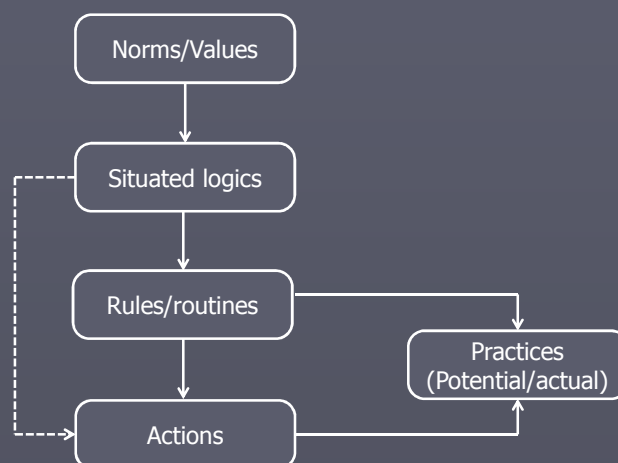 Norms/Values
Situated logics
Rules/routines
Practices
(Potential/actual)
Actions